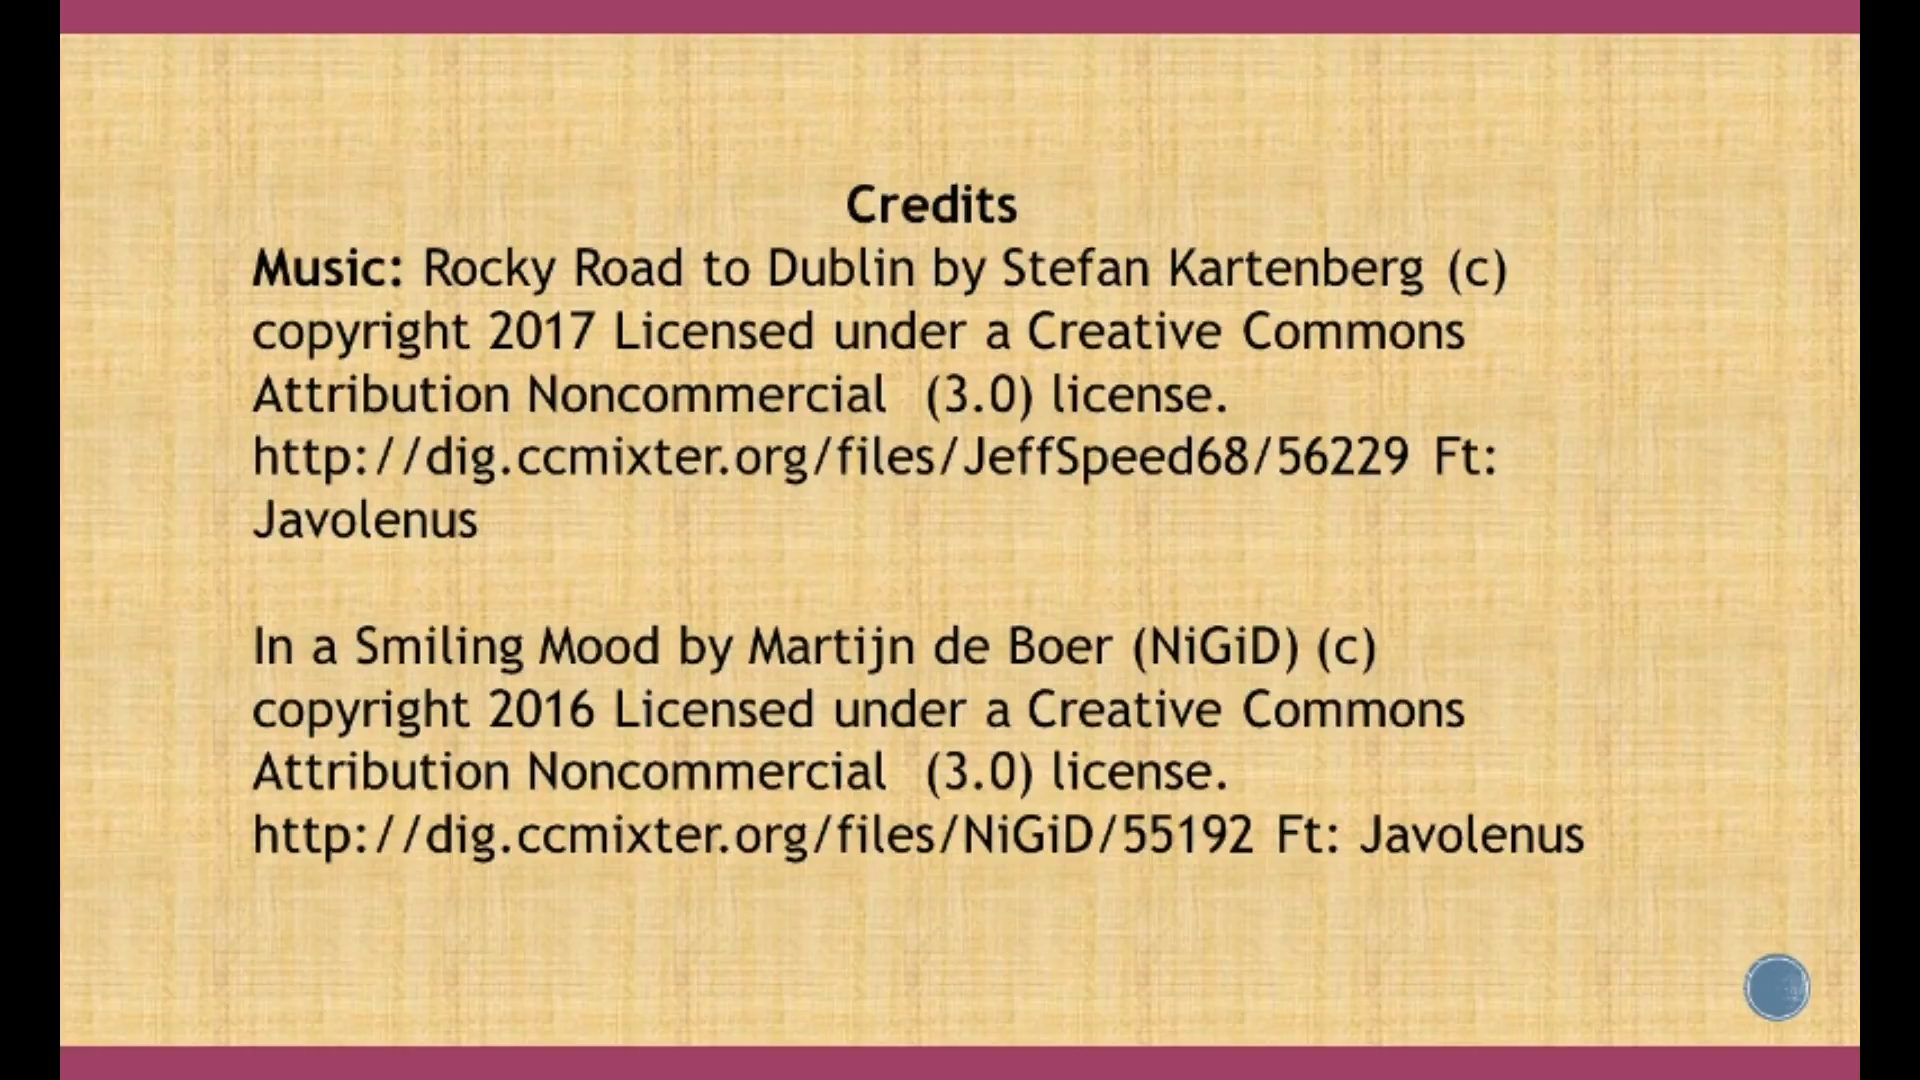 Credits
Music: Rocky Road to Dublin by Stefan Kartenberg (c)
copyright 2017 Licensed under a Creative Commons
Attribution Noncommercial  (3.0) license.
http://dig.ccmixter.org/files/JeffSpeed68/56229 Ft:
Javolenus
In a Smiling Mood by Martijn de Boer (NiGiD) (c)
copyright 2016 Licensed under a Creative Commons
Attribution Noncommercial  (3.0) license.
http://dig.ccmixter.org/files/NiGiD/55192 Ft: Javolenus